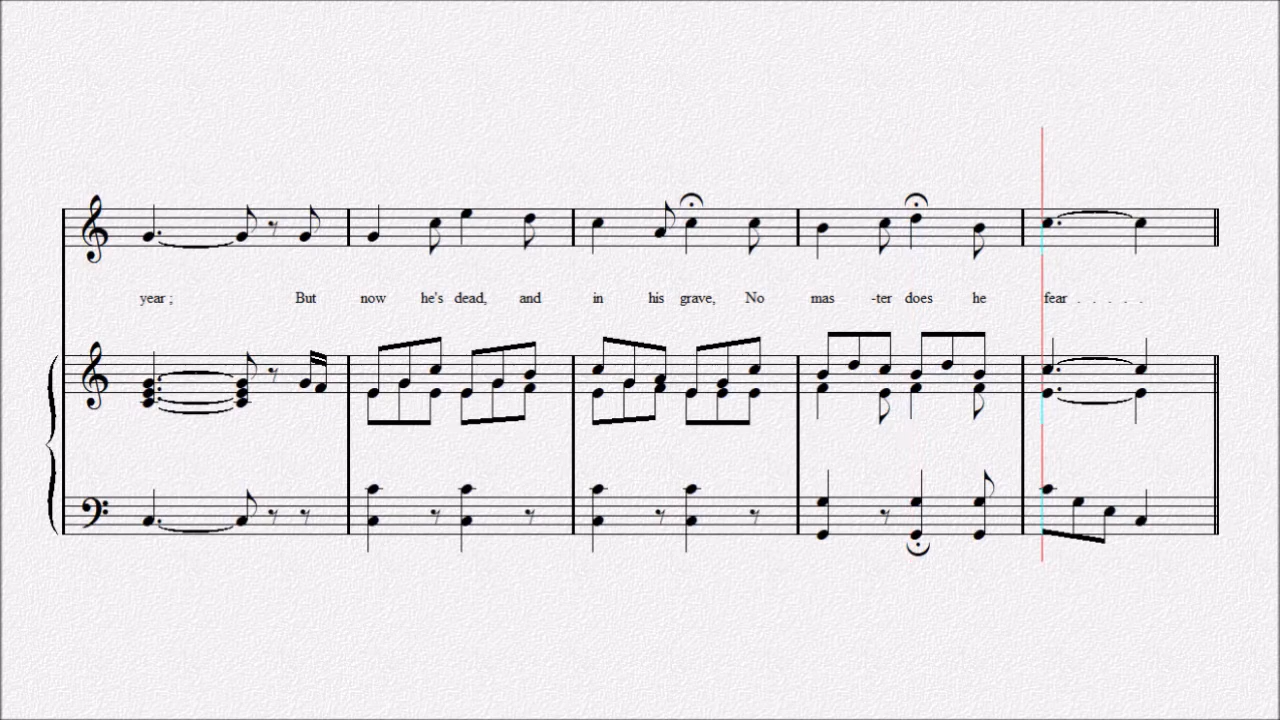 year ; But now he's dead, and in his grave, No mas -ter does he fear . . . . .